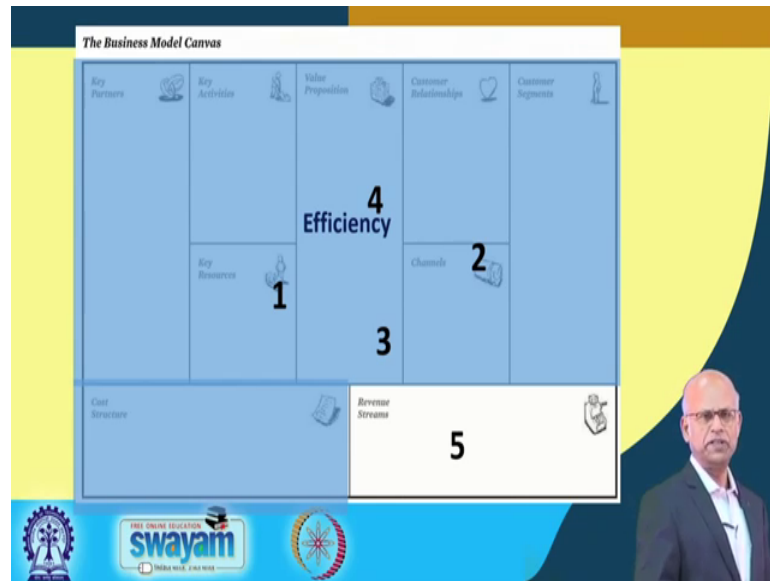 The Business Model Canvas
Key
Partners
Key
Activities
Value
Proposition
Customer
Relationships
Customer
Segments
4
Efficiency
Key
Resources
1
Channels
2
3
Cost
Structure
Revenue
Streams
5
FREE ONLINE EDUCATION
swayam